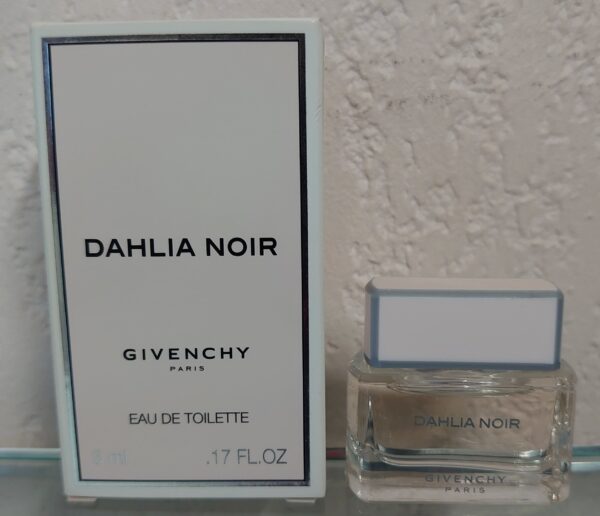 DAHLIA NOIR
GIVENCHY
PARIS
EAU DE TOILETTE
5 ml .17 FL.OZ
DAHLIA NOIR
GIVENCHY
PARIS